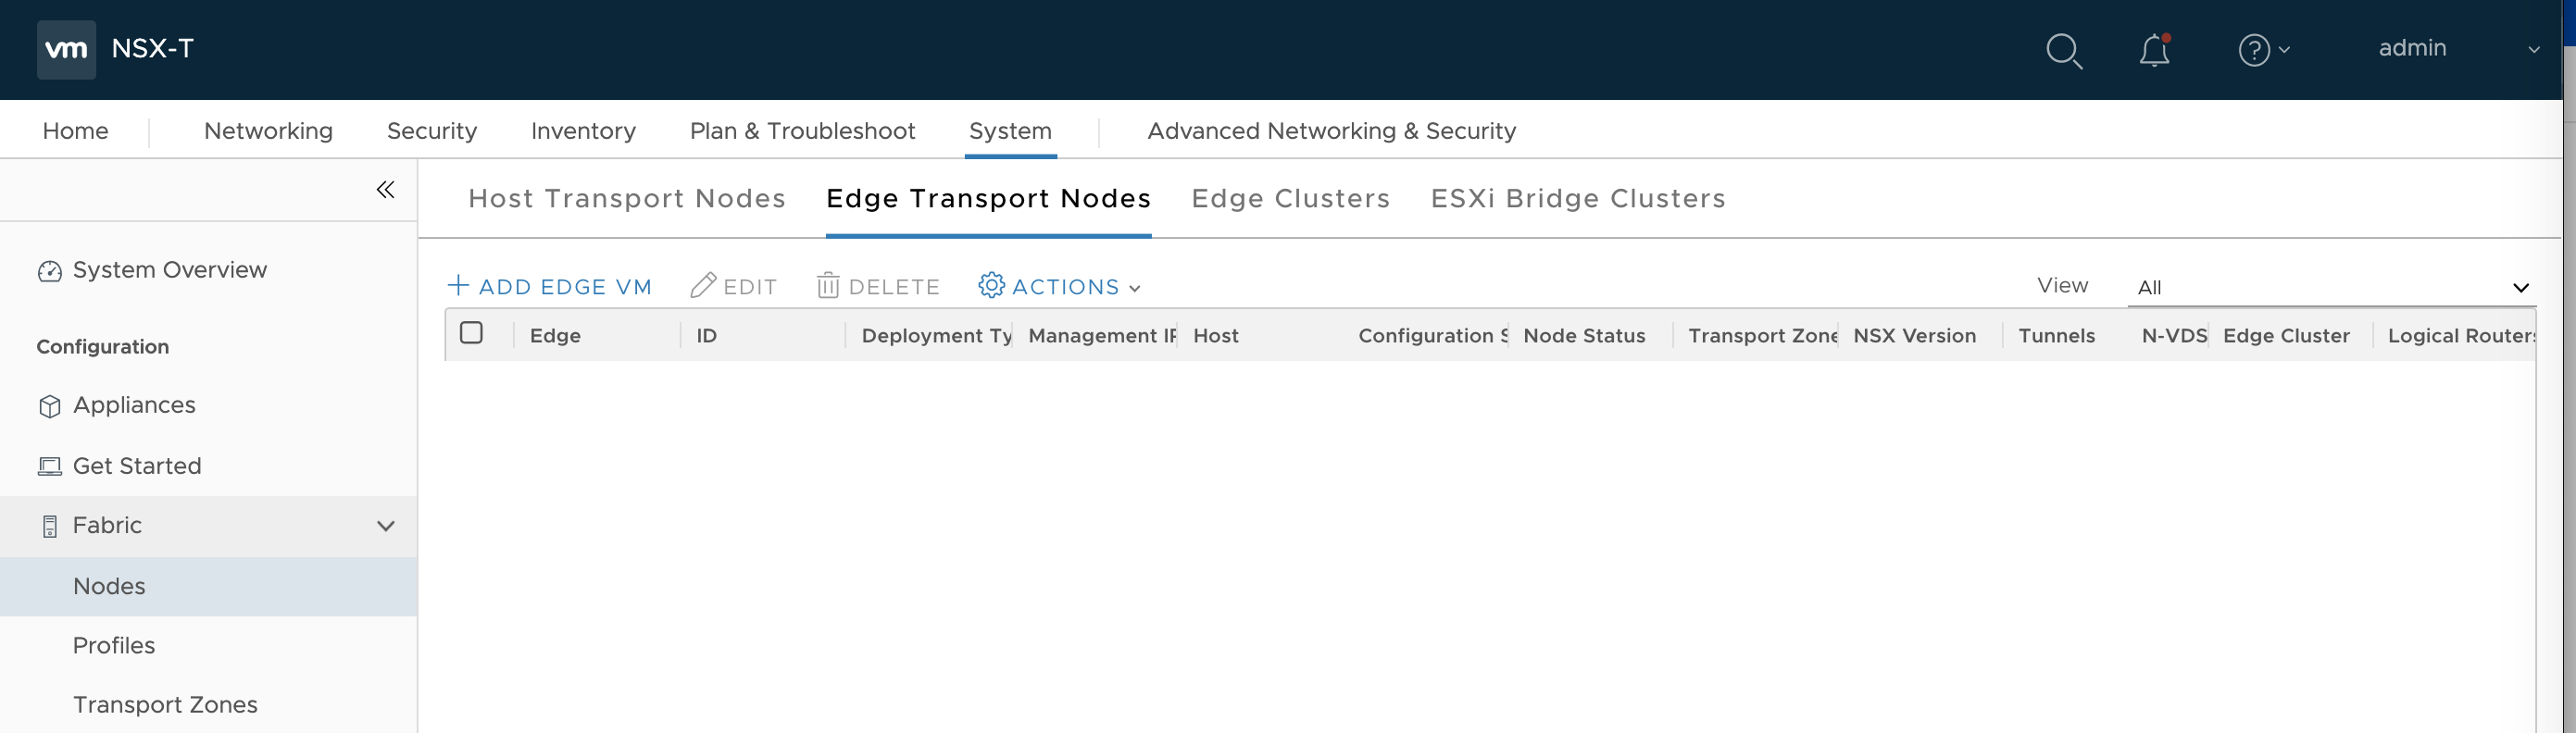 vm NSX-T admin
Home Networking Security Inventory Plan & Troubleshoot System Advanced Networking & Security
Host Transport Nodes Edge Transport Nodes Edge Clusters ESXi Bridge Clusters
System Overview
+ ADD EDGE VM EDIT DELETE ACTIONS View All
Edge ID Deployment Ty Management IP Host Configuration S Node Status Transport Zone NSX Version Tunnels N-VDS Edge Cluster Logical Routers
Configuration
Appliances
Get Started
Fabric
Nodes
Profiles
Transport Zones